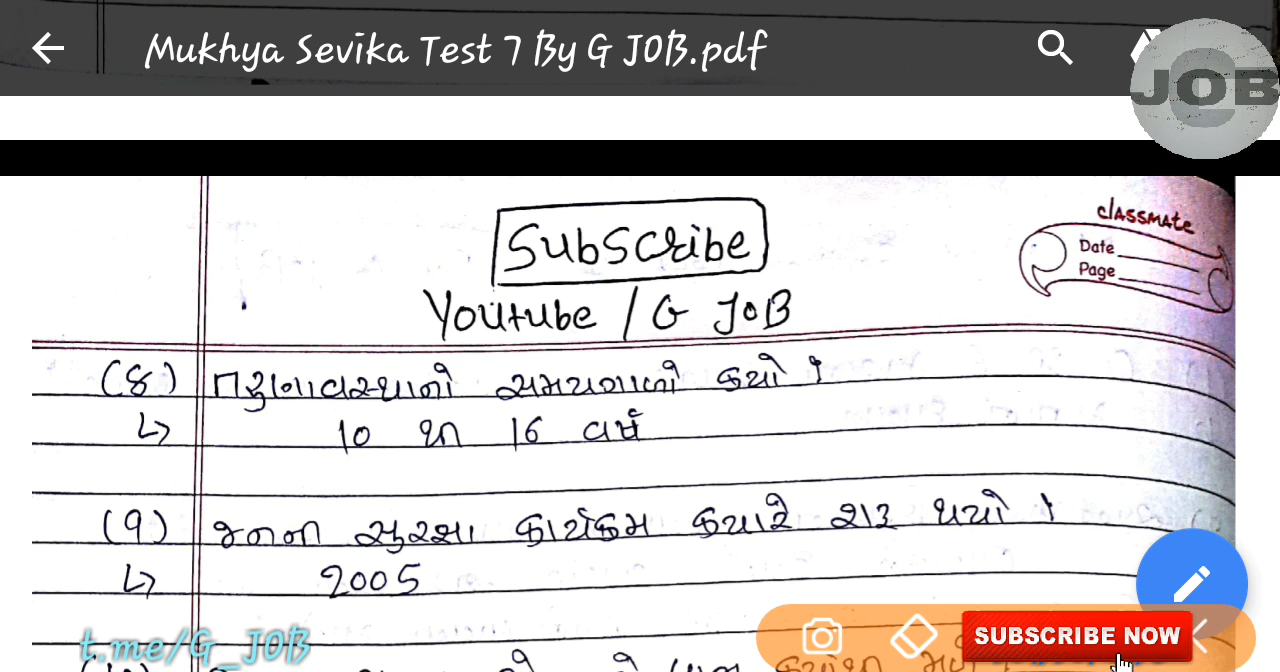 Mukhya Sevika Test 7 By G JOB.pdf
JOB
Subscribe
classmate
Date
Page
Youtube / G JOB
(8) તરુણાવસ્થાનો સમયગાળો કયો ?
↳ 10 થી 16 વર્ષ
(9) જનની સુરક્ષા કાર્યક્રમ કયારે શરૂ થયો ?
↳ 2005
t.me/G_JOB
SUBSCRIBE NOW